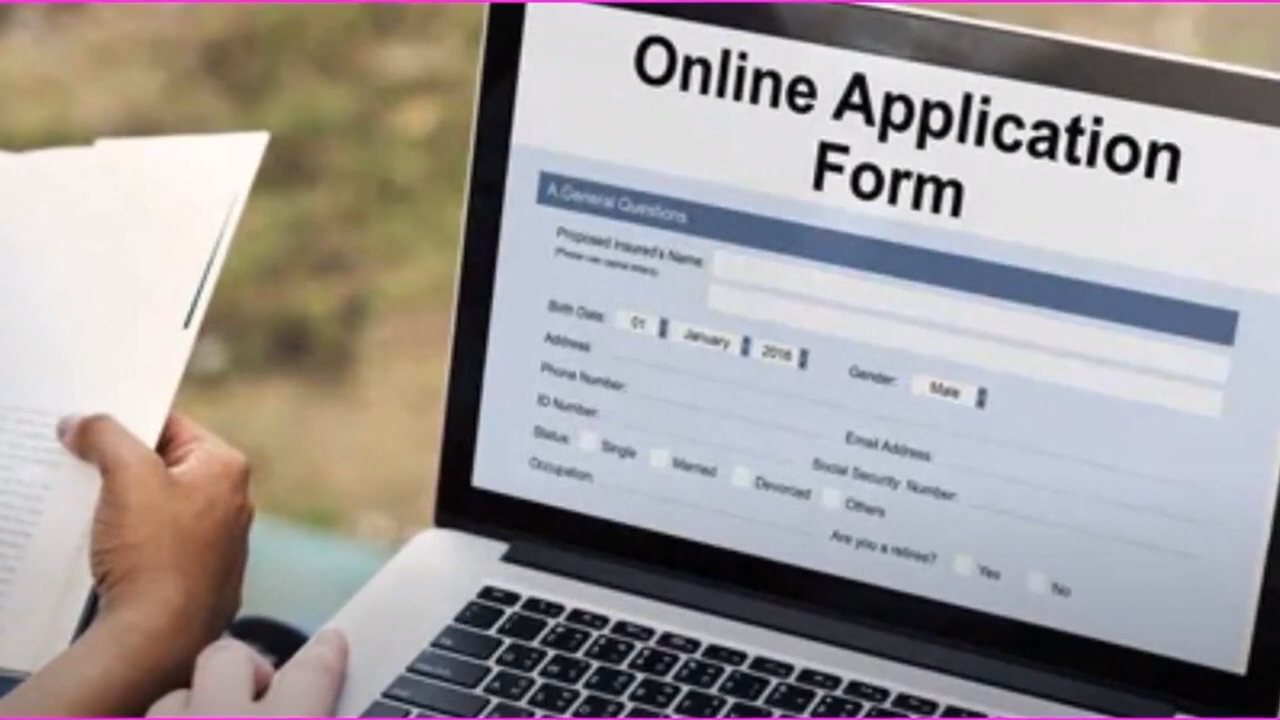 Online Application
Form
A General Questions
Proposed Insured's Name:
Birth Date: 01 January 2016
Gender: Male
Address:
Phone Number:
Email Address:
ID Number:
Social Security Number:
Status: Single Married Divorced Others
Occupation:
Are you a retiree? Yes No